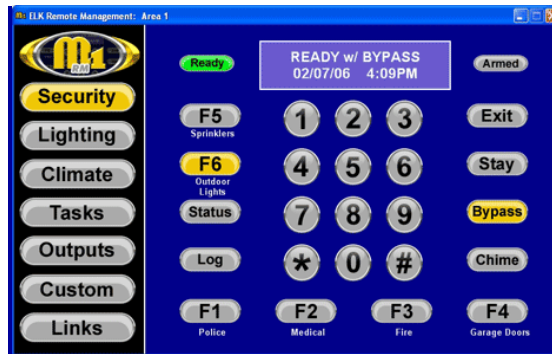 M1 ELK Remote Management: Area 1
M1
RM
Security
Lighting
Climate
Tasks
Outputs
Custom
Links
Ready
READY w/ BYPASS
02/07/06 4:09PM
Armed
F5
Sprinklers
1 2 3
Exit
F6
Outdoor
Lights
4 5 6
Stay
Status
7 8 9
Bypass
Log
* 0 #
Chime
F1
Police
F2
Medical
F3
Fire
F4
Garage Doors